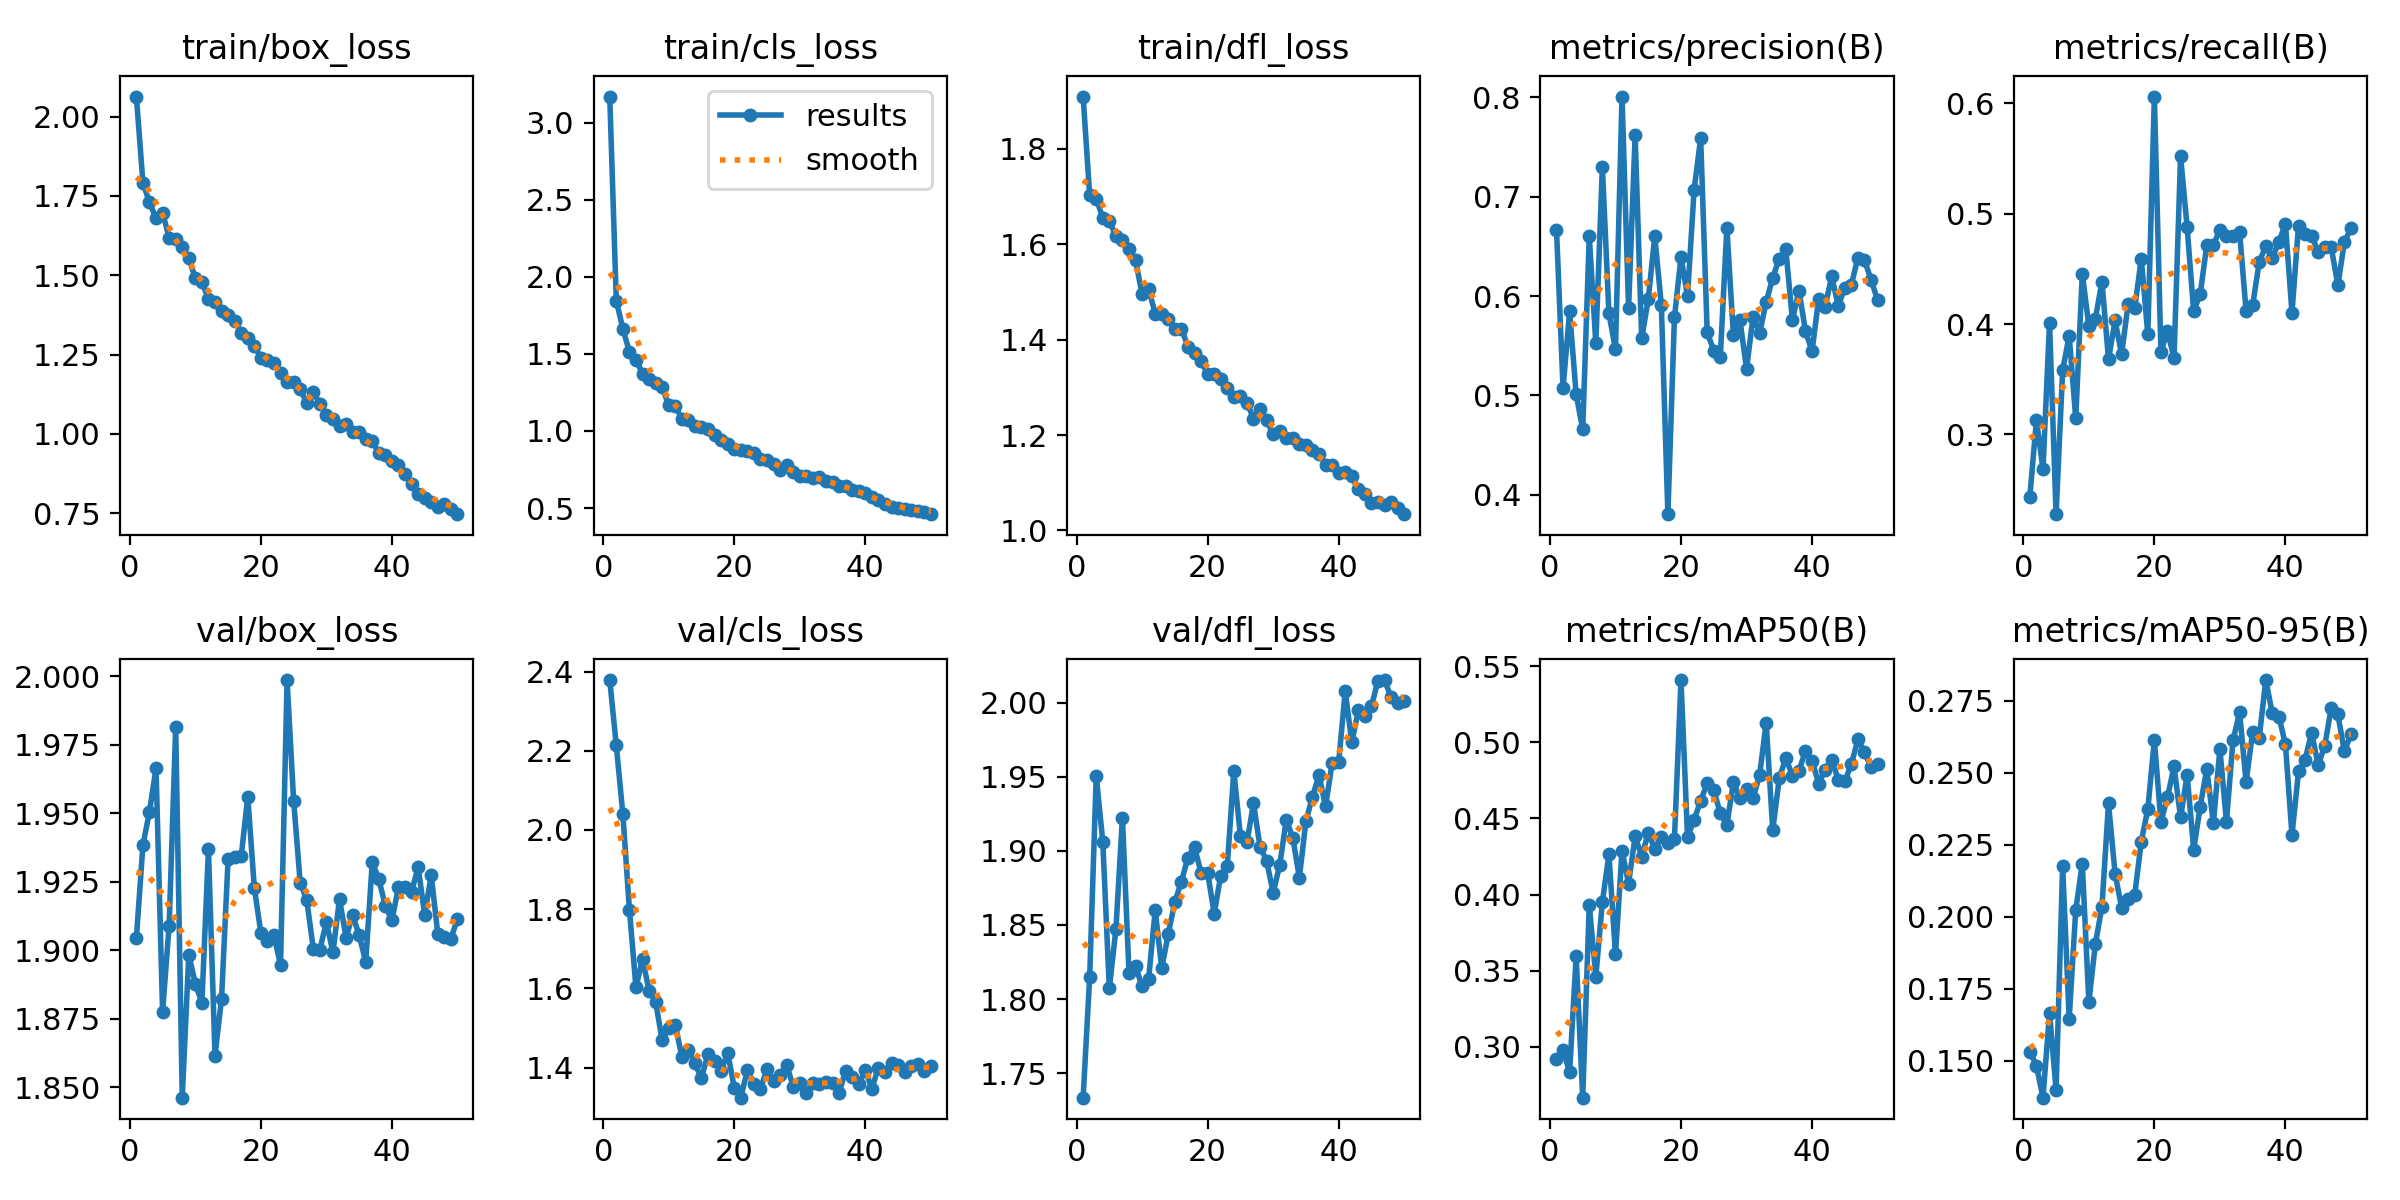 train/box_loss
train/cls_loss
train/dfl_loss
metrics/precision(B)
metrics/recall(B)
results
smooth
2.00
1.75
1.50
1.25
1.00
0.75
0 20 40
3.0
2.5
2.0
1.5
1.0
0.5
0 20 40
1.8
1.6
1.4
1.2
1.0
0 20 40
0.8
0.7
0.6
0.5
0.4
0 20 40
0.6
0.5
0.4
0.3
0 20 40
val/box_loss
val/cls_loss
val/dfl_loss
metrics/mAP50(B)
metrics/mAP50-95(B)
2.000
1.975
1.950
1.925
1.900
1.875
1.850
0 20 40
2.4
2.2
2.0
1.8
1.6
1.4
0 20 40
2.00
1.95
1.90
1.85
1.80
1.75
0 20 40
0.55
0.50
0.45
0.40
0.35
0.30
0 20 40
0.275
0.250
0.225
0.200
0.175
0.150
0 20 40